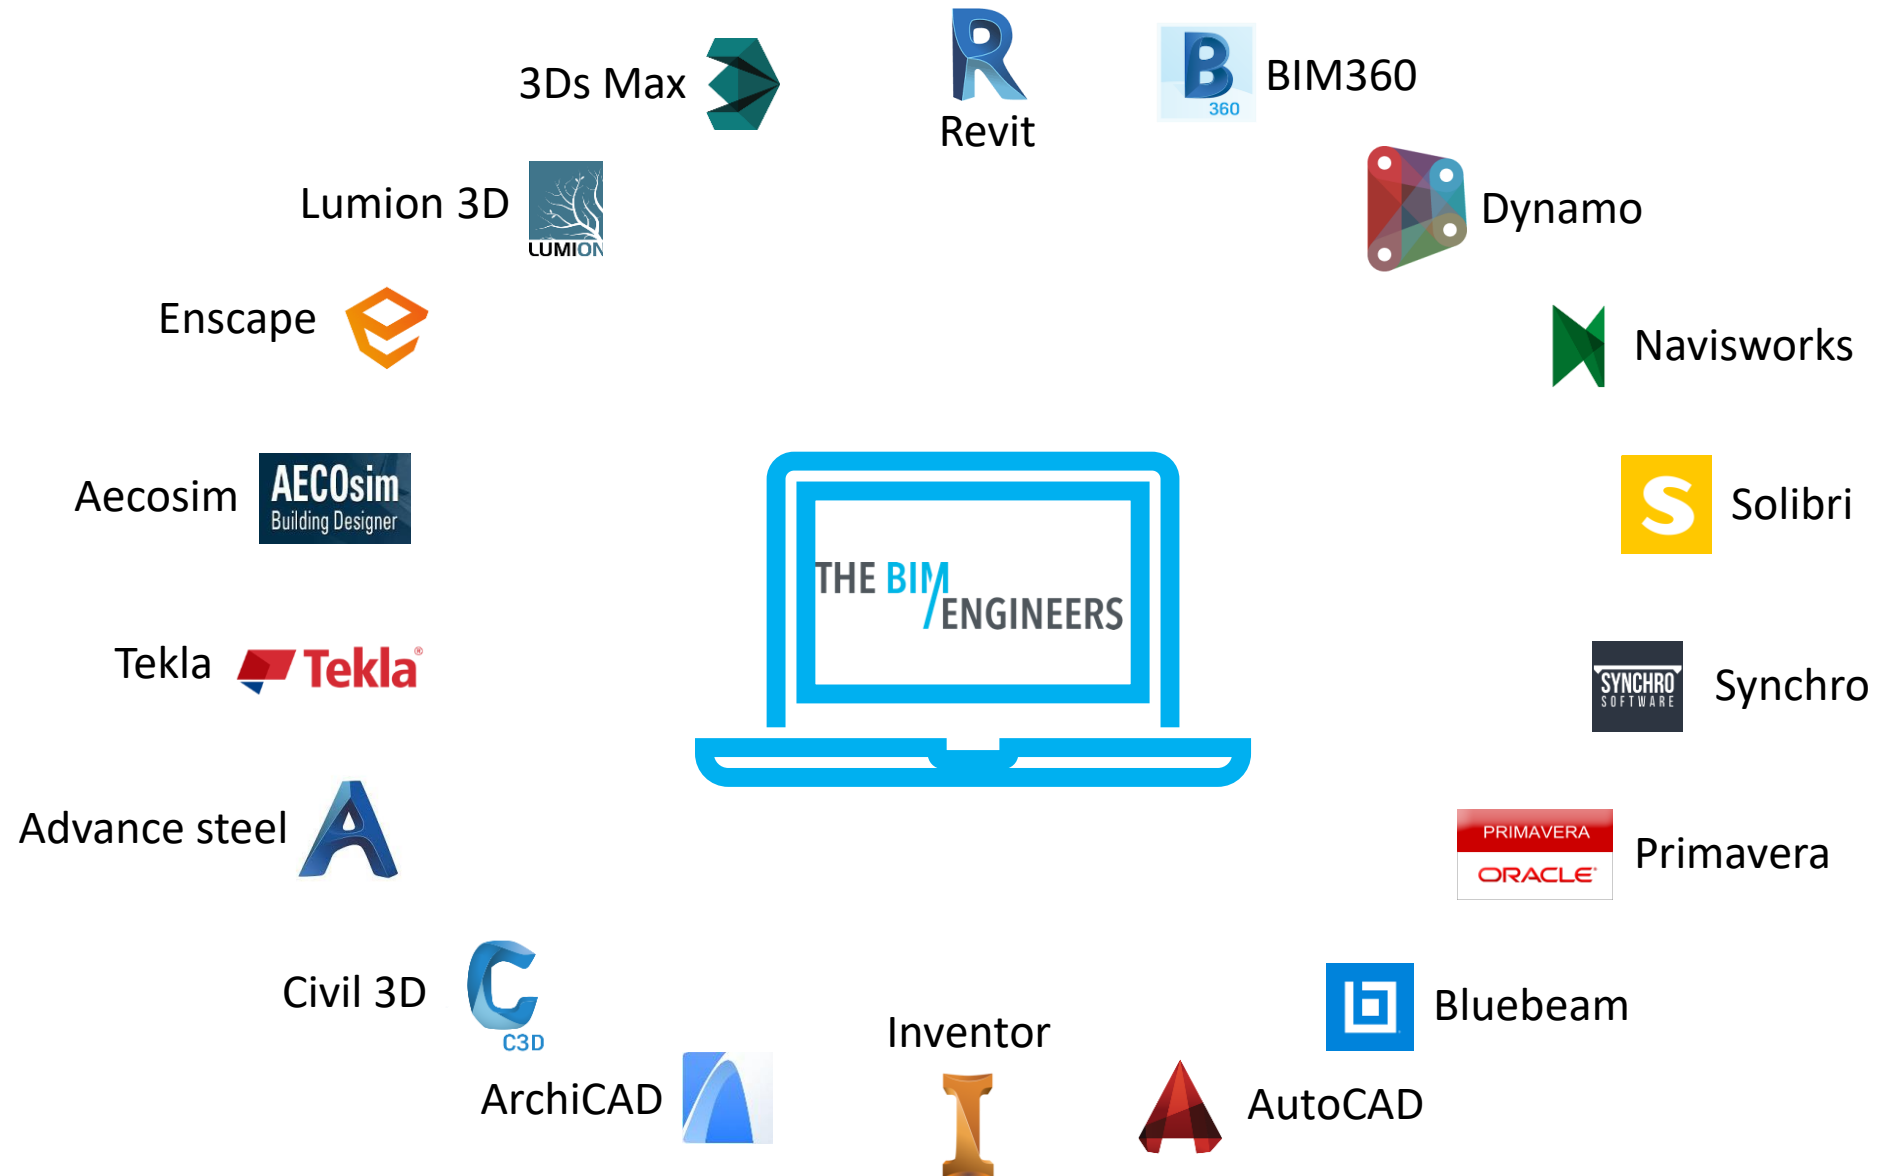 Revit
3Ds Max
360
BIM360
Dynamo
Lumion 3D
LUMION
Enscape
Navisworks
Aecosim
AECOsim
Building Designer
Solibri
THE BIM
ENGINEERS
Tekla
Tekla®
SYNCHRO
SOFTWARE
Synchro
Advance steel
PRIMAVERA
ORACLE
Primavera
Civil 3D
C3D
Bluebeam
Inventor
ArchiCAD
AutoCAD